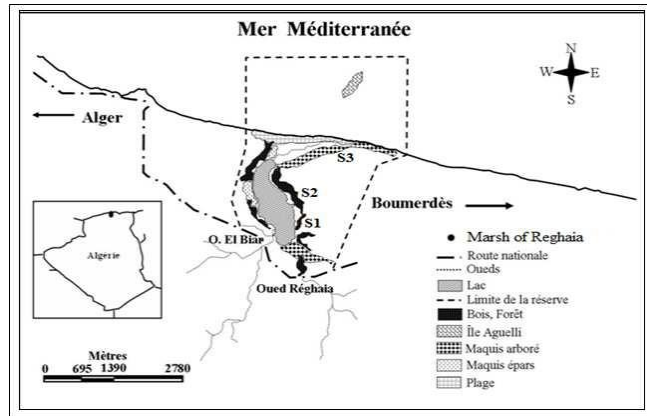 Mer Méditerranée
N
W E
S
Alger
S3
S2
Boumerdès
S1
O. El Biar
Algérie
Oued Réghaia
Marsh of Reghaia
Route nationale
Oueds
Lac
Limite de la réserve
Bois, Forêt
Île Aguelli
Maquis arboré
Maquis épars
Plage
Mètres
0 695 1390 2780